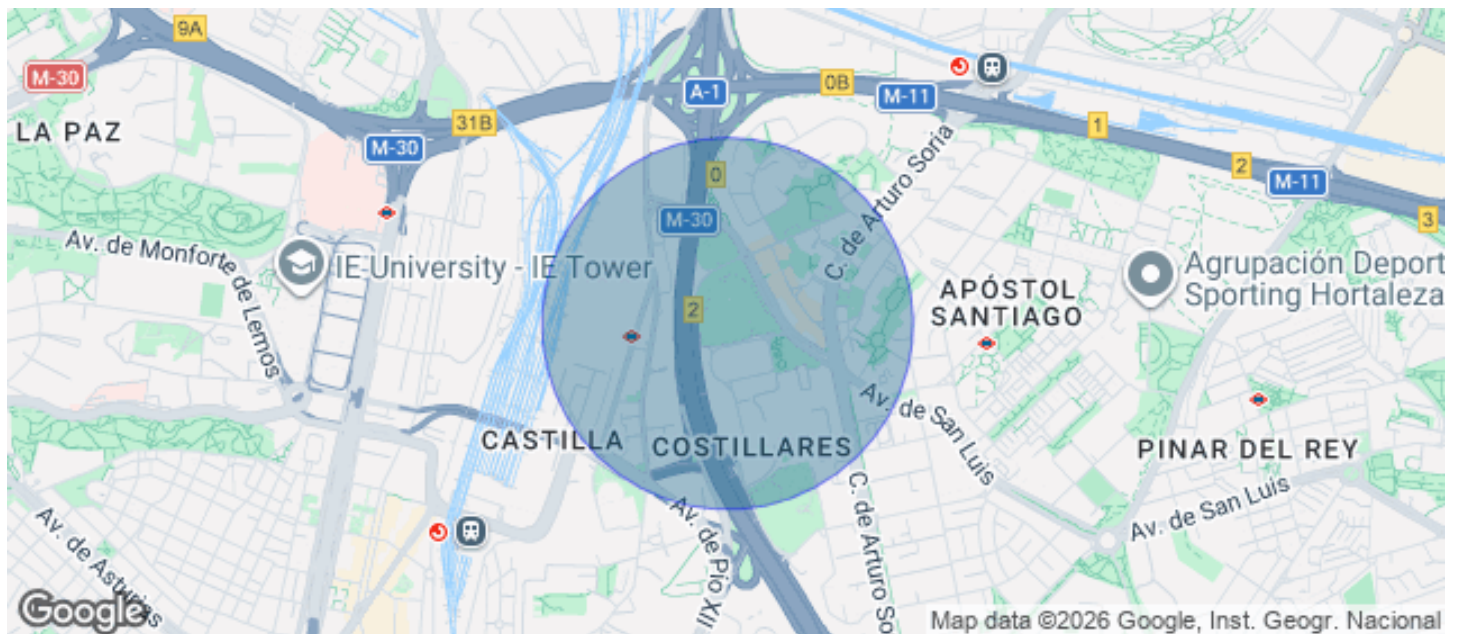 9A
M-30
LA PAZ
31B
M-30
A-1
0B
M-11
1
2
M-11
3
0
M-30
C. de Arturo Soria
Av. de Monforte de Lemos
IE University - IE Tower
2
APÓSTOL
SANTIAGO
Agrupación Deport
Sporting Hortaleza
CASTILLA
COSTILLARES
Av. de San Luis
PINAR DEL REY
Av. de San Luis
Av. de Asturias
Av. de Pío XII
C. de Arturo So
Google
Map data ©2026 Google, Inst. Geogr. Nacional